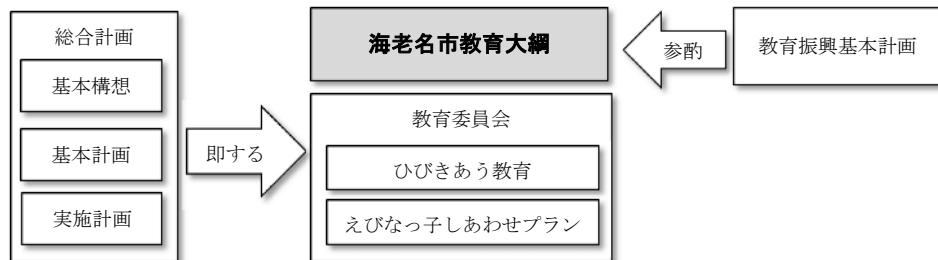 総合計画
基本構想
基本計画
実施計画
即する
海老名市教育大綱
教育委員会
ひびきあう教育
えびなっ子しあわせプラン
参酌
教育振興基本計画